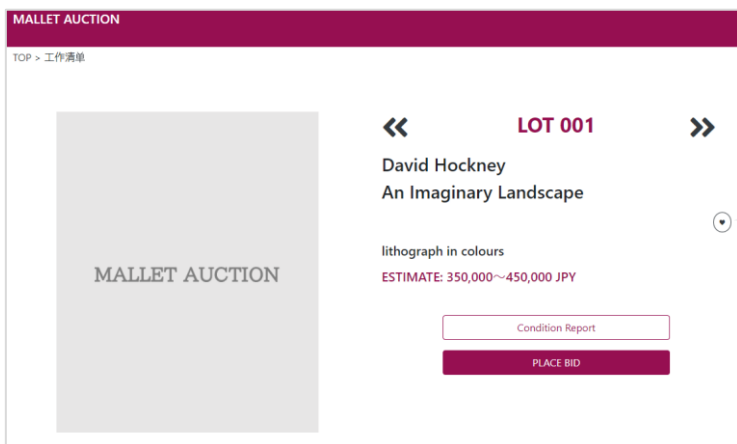 MALLET AUCTION
TOP > 工作清单
LOT 001
David Hockney
An Imaginary Landscape
lithograph in colours
ESTIMATE: 350,000～450,000 JPY
MALLET AUCTION
Condition Report
PLACE BID